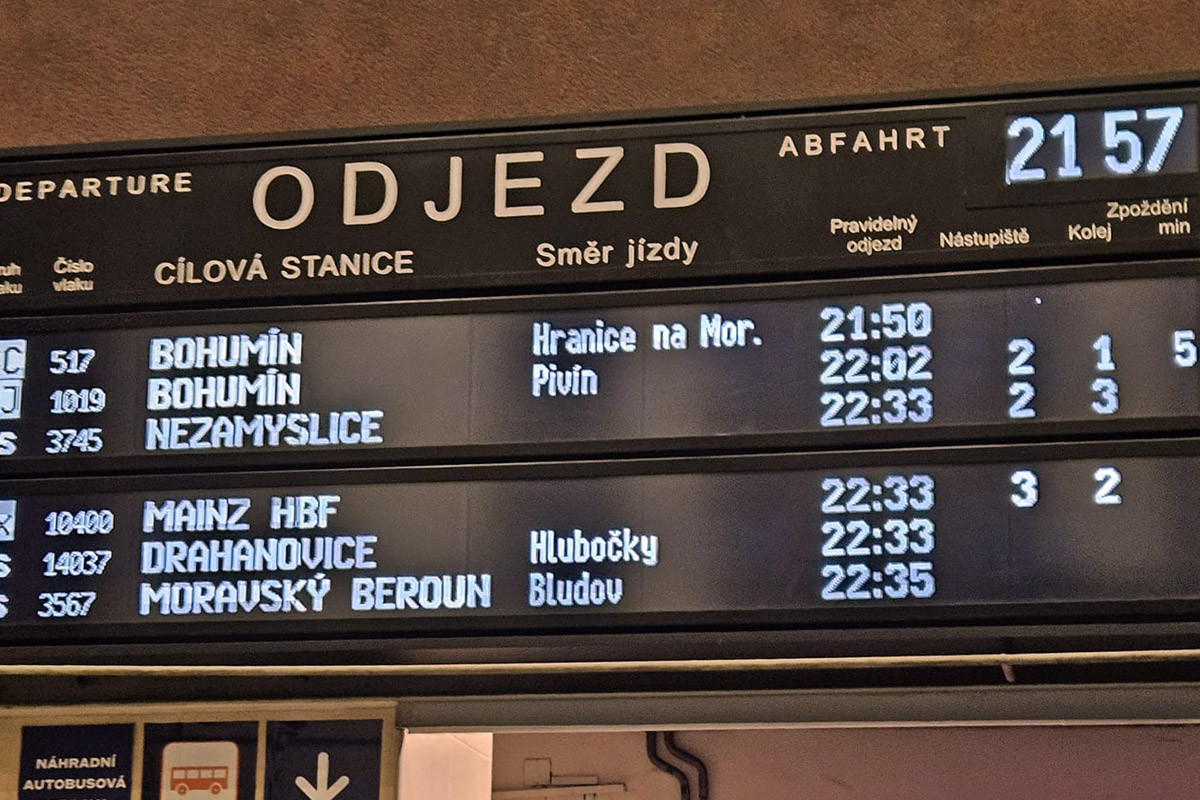 DEPARTURE ODJEZD ABFAHRT 21 57
Číslo vlaku CÍLOVÁ STANICE Směr jízdy Pravidelný odjezd Nástupiště Kolej Zpoždění min
C 517 BOHUMÍN Hranice na Mor. 21:50
J 1019 BOHUMÍN Pivín 22:02 2 1 5
s 3745 NEZAMYSLICE 22:33 2 3
x 10400 MAINZ HBF 22:33 3 2
s 14037 DRAHANOVICE Hlubočky 22:33
s 3567 MORAVSKÝ BEROUN Bludov 22:35
NÁHRADNÍ
AUTOBUSOVÁ